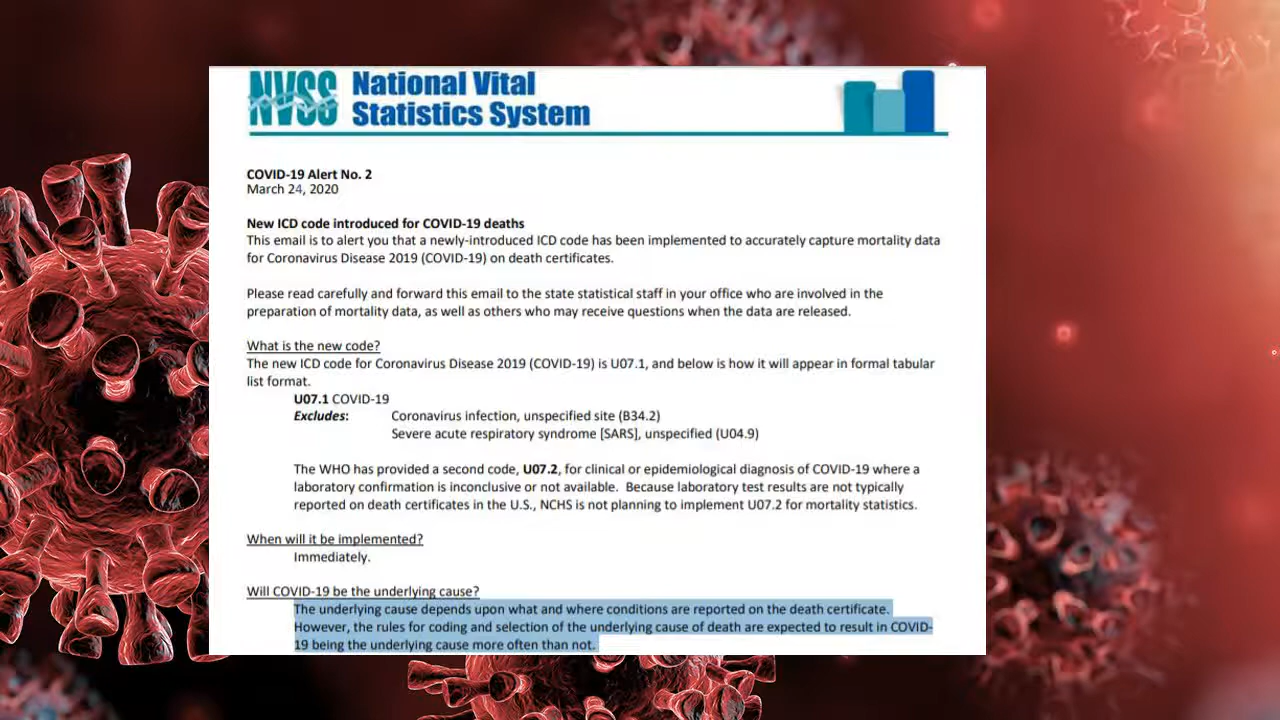 NVSS National Vital
Statistics System
COVID-19 Alert No. 2
March 24, 2020
New ICD code introduced for COVID-19 deaths
This email is to alert you that a newly-introduced ICD code has been implemented to accurately capture mortality data
for Coronavirus Disease 2019 (COVID-19) on death certificates.
Please read carefully and forward this email to the state statistical staff in your office who are involved in the
preparation of mortality data, as well as others who may receive questions when the data are released.
What is the new code?
The new ICD code for Coronavirus Disease 2019 (COVID-19) is U07.1, and below is how it will appear in formal tabular
list format.
U07.1 COVID-19
Excludes: Coronavirus infection, unspecified site (B34.2)
Severe acute respiratory syndrome [SARS], unspecified (U04.9)
The WHO has provided a second code, U07.2, for clinical or epidemiological diagnosis of COVID-19 where a
laboratory confirmation is inconclusive or not available. Because laboratory test results are not typically
reported on death certificates in the U.S., NCHS is not planning to implement U07.2 for mortality statistics.
When will it be implemented?
Immediately.
Will COVID-19 be the underlying cause?
The underlying cause depends upon what and where conditions are reported on the death certificate.
However, the rules for coding and selection of the underlying cause of death are expected to result in COVID-
19 being the underlying cause more often than not.